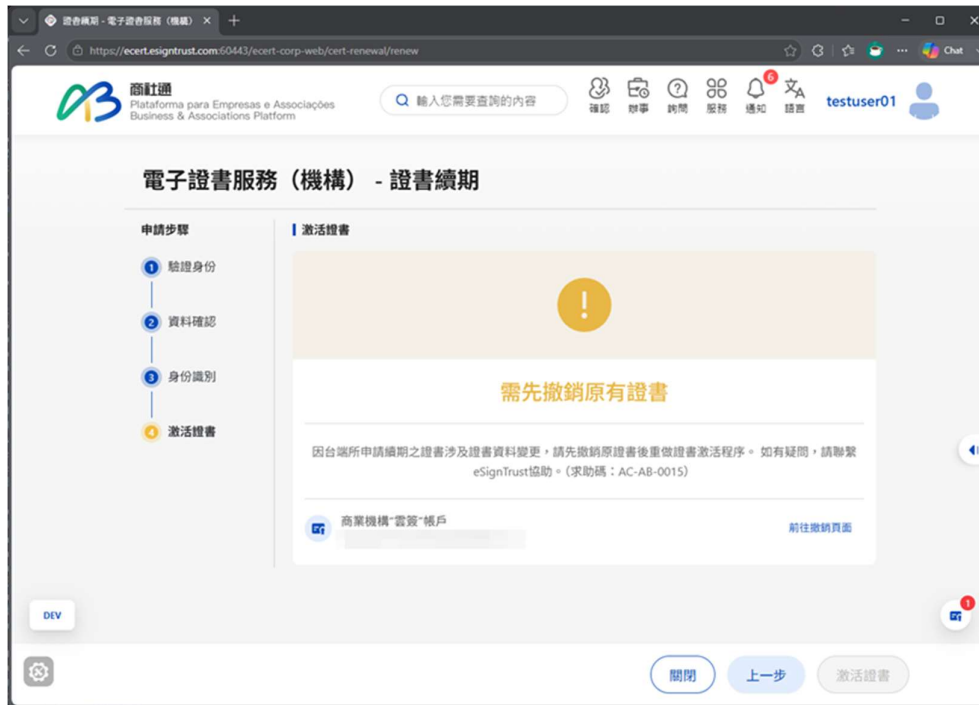 證書續期 - 電子證書服務（機構）
https://ecert.esigntrust.com:60443/ecert-corp-web/cert-renewal/renew
Chat
商社通
Plataforma para Empresas e Associações
Business & Associations Platform
輸入您需要查詢的內容
確認
辦事
詢問
服務
6
通知
語言
testuser01
電子證書服務（機構） - 證書續期
申請步驟
1 驗證身份
2 資料確認
3 身份識別
4 激活證書
激活證書
!
需先撤銷原有證書
因台端所申請續期之證書涉及證書資料變更，請先撤銷原證書後重做證書激活程序。 如有疑問，請聯繫
eSignTrust協助。（求助碼：AC-AB-0015）
商業機構"雲簽"帳戶
前往撤銷頁面
DEV
1
關閉
上一步
激活證書